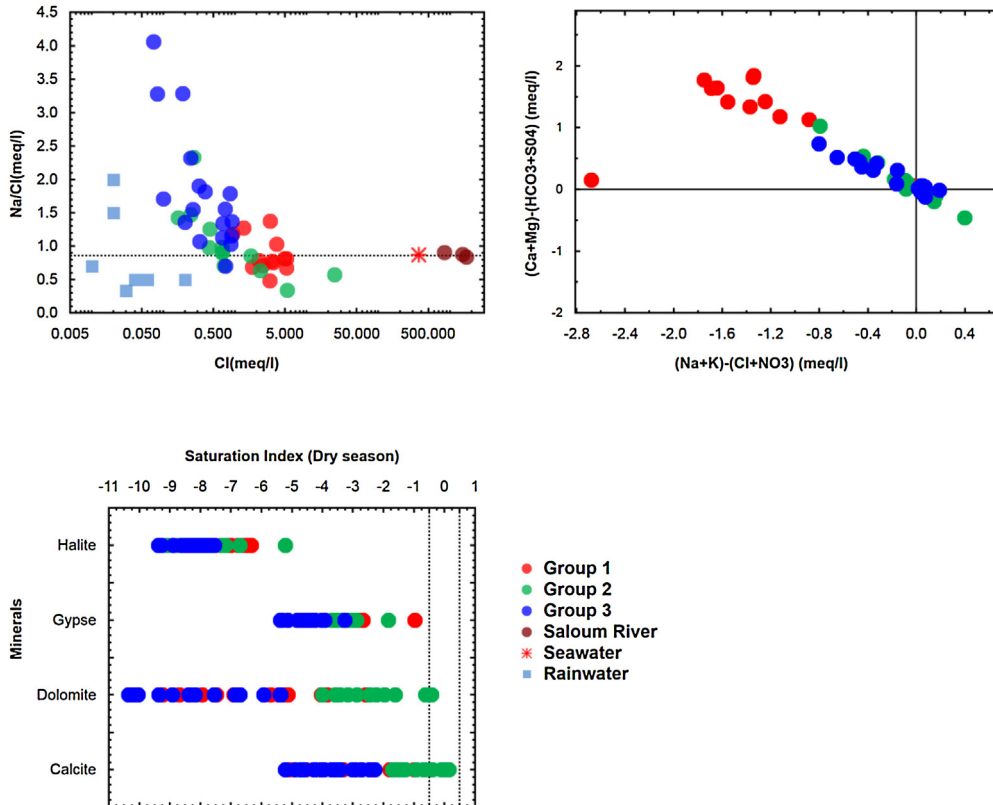 4.5
4.0
3.5
3.0
2.5
2.0
1.5
1.0
0.5
0.0
Na/Cl(meq/l)
0.005 0.050 0.500 5.000 50.000 500.000
Cl(meq/l)
2
1
0
-1
-2
(Ca+Mg)-(HCO3+S04) (meq/l)
-2.8 -2.4 -2.0 -1.6 -1.2 -0.8 -0.4 0.0 0.4
(Na+K)-(Cl+NO3) (meq/l)
Saturation Index (Dry season)
-11 -10 -9 -8 -7 -6 -5 -4 -3 -2 -1 0 1
Minerals
Halite
Gypse
Dolomite
Calcite
Group 1
Group 2
Group 3
Saloum River
Seawater
Rainwater